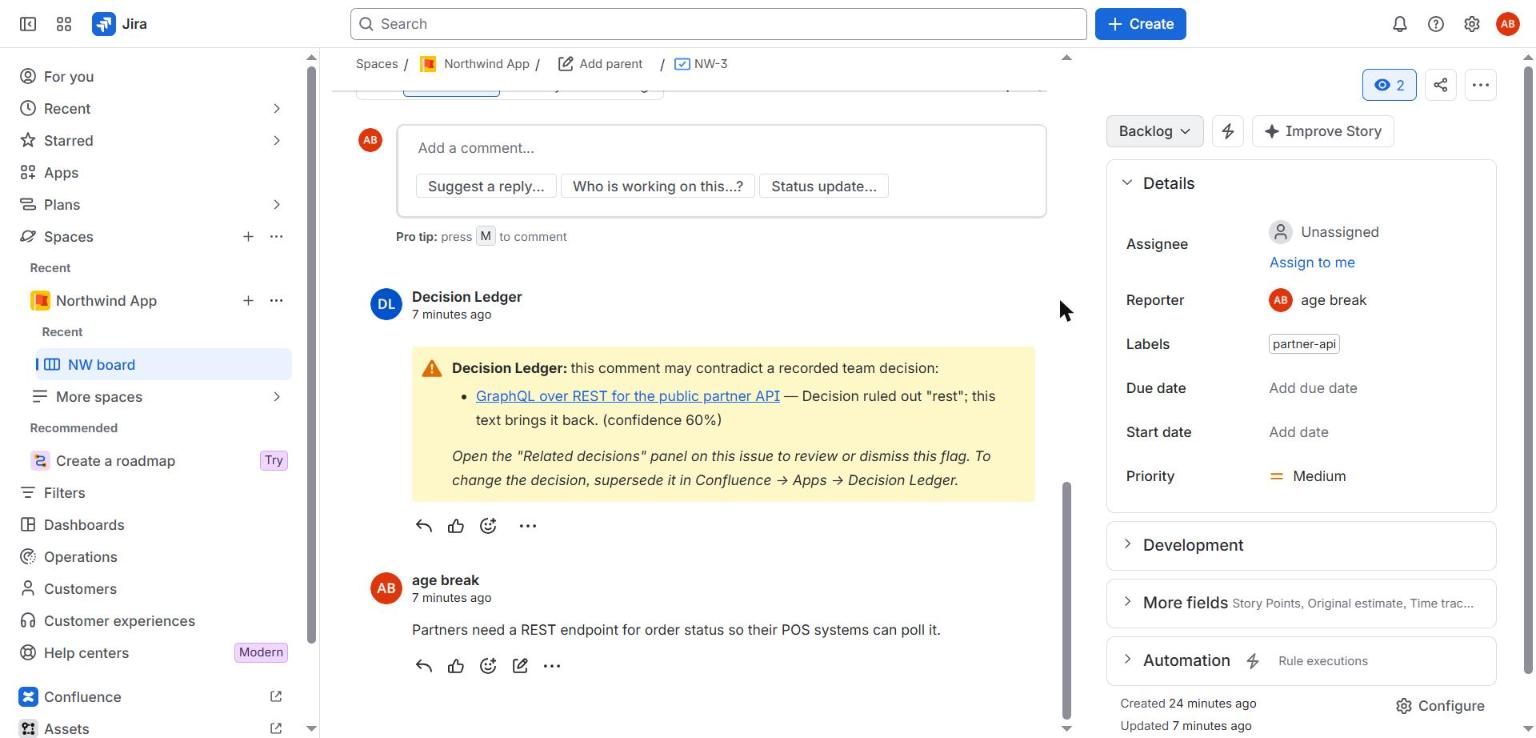 Jira
Search
Create
AB
For you
Recent
Starred
Apps
Plans
Spaces
Recent
Northwind App
Recent
NW board
More spaces
Recommended
Create a roadmap
Try
Filters
Dashboards
Operations
Customers
Customer experiences
Help centers
Modern
Confluence
Assets
Spaces / Northwind App / Add parent / NW-3
AB
Add a comment...
Suggest a reply...
Who is working on this...?
Status update...
Pro tip: press M to comment
DL
Decision Ledger
7 minutes ago
Decision Ledger: this comment may contradict a recorded team decision:
• GraphQL over REST for the public partner API — Decision ruled out "rest"; this
text brings it back. (confidence 60%)
Open the "Related decisions" panel on this issue to review or dismiss this flag. To
change the decision, supersede it in Confluence → Apps → Decision Ledger.
AB
age break
7 minutes ago
Partners need a REST endpoint for order status so their POS systems can poll it.
2
Backlog
Improve Story
Details
Assignee
Unassigned
Assign to me
Reporter
AB
age break
Labels
partner-api
Due date
Add due date
Start date
Add date
Priority
Medium
Development
More fields Story Points, Original estimate, Time trac...
Automation
Rule executions
Created 24 minutes ago
Updated 7 minutes ago
Configure